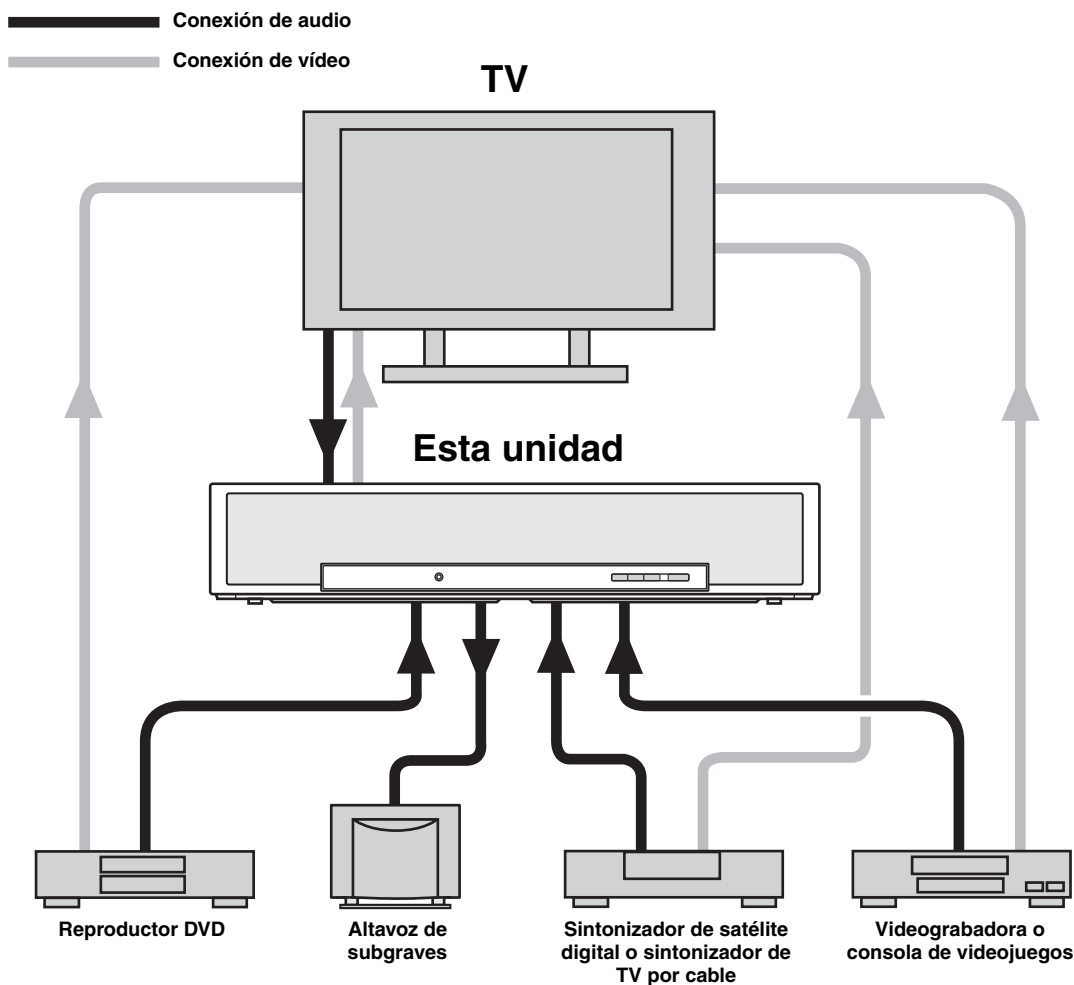 Conexión de audio
Conexión de vídeo
TV
Esta unidad
Reproductor DVD
Altavoz de
subgraves
Sintonizador de satélite
digital o sintonizador de
TV por cable
Videograbadora o
consola de videojuegos